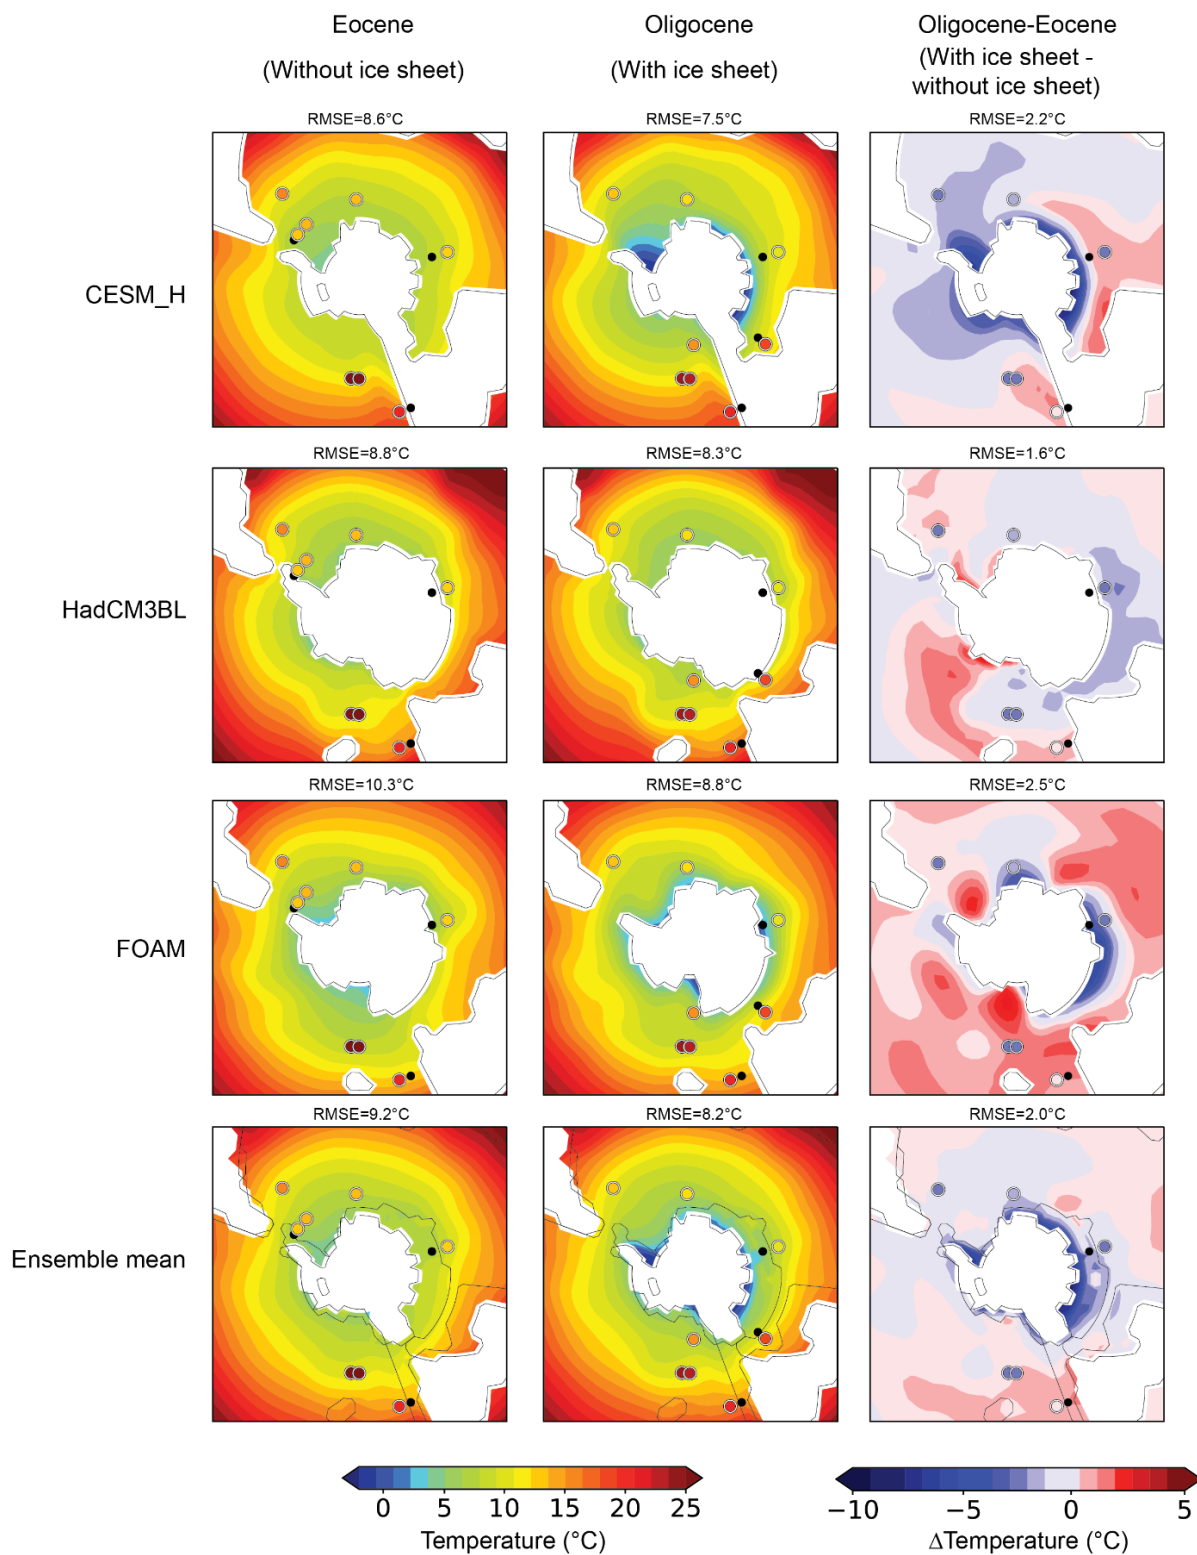 Eocene
(Without ice sheet)
Oligocene
(With ice sheet)
Oligocene-Eocene
(With ice sheet -
without ice sheet)
RMSE=8.6°C
RMSE=7.5°C
RMSE=2.2°C
CESM_H
RMSE=8.8°C
RMSE=8.3°C
RMSE=1.6°C
HadCM3BL
RMSE=10.3°C
RMSE=8.8°C
RMSE=2.5°C
FOAM
RMSE=9.2°C
RMSE=8.2°C
RMSE=2.0°C
Ensemble mean
0 5 10 15 20 25
Temperature (°C)
−10 −5 0 5
ΔTemperature (°C)